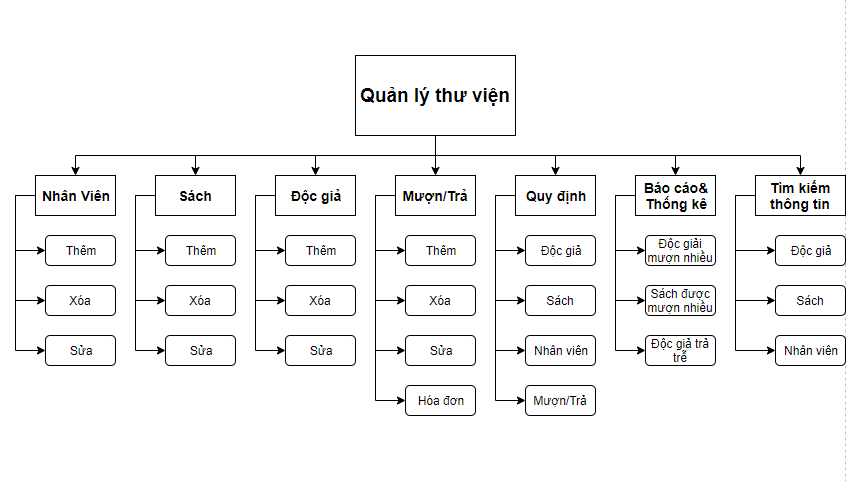 Quản lý thư viện
Nhân Viên
Thêm
Xóa
Sửa
Sách
Thêm
Xóa
Sửa
Độc giả
Thêm
Xóa
Sửa
Mượn/Trả
Thêm
Xóa
Sửa
Hóa đơn
Quy định
Độc giả
Sách
Nhân viên
Mượn/Trả
Báo cáo&
Thống kê
Độc giải
mượn nhiều
Sách được
mượn nhiều
Độc giả trả
trễ
Tìm kiếm
thông tin
Độc giả
Sách
Nhân viên